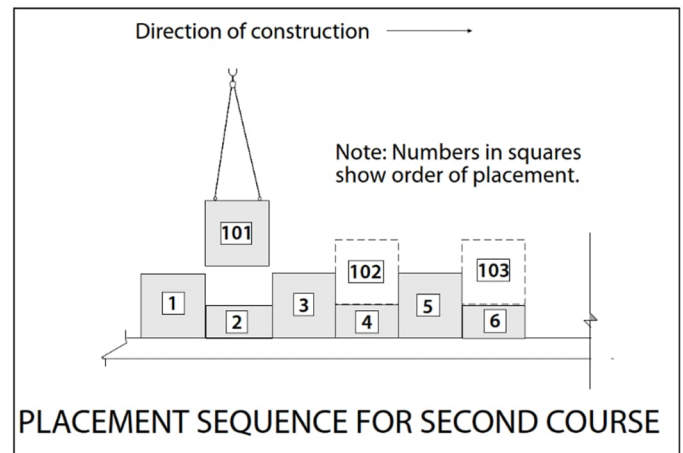 Direction of construction
Note: Numbers in squares
show order of placement.
101
102
103
1
2
3
4
5
6
PLACEMENT SEQUENCE FOR SECOND COURSE